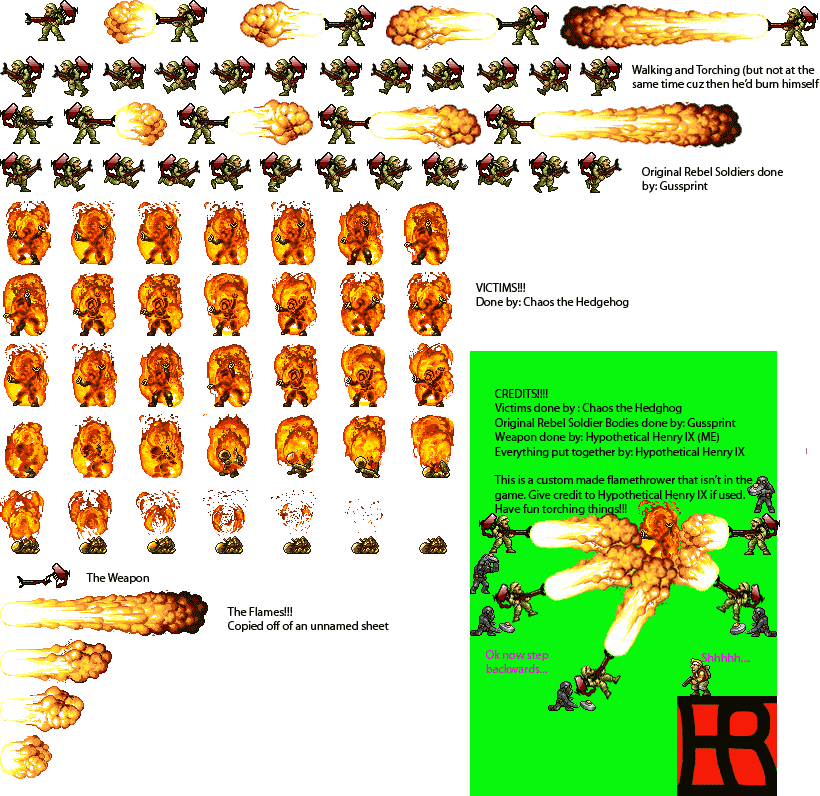 Walking and Torching (but not at the
same time cuz then he'd burn himself
Original Rebel Soldiers done
by: Gussprint
VICTIMS!!!
Done by: Chaos the Hedgehog
CREDITS!!!!
Victims done by : Chaos the Hedghog
Original Rebel Soldier Bodies done by: Gussprint
Weapon done by: Hypothetical Henry IX (ME)
Everything put together by: Hypothetical Henry IX
This is a custom made flamethrower that isn't in the
game. Give credit to Hypothetical Henry IX if used.
Have fun torching things!!!
The Weapon
The Flames!!!
Copied off of an unnamed sheet
Ok now step
backwards...
Shhhhh...
HR